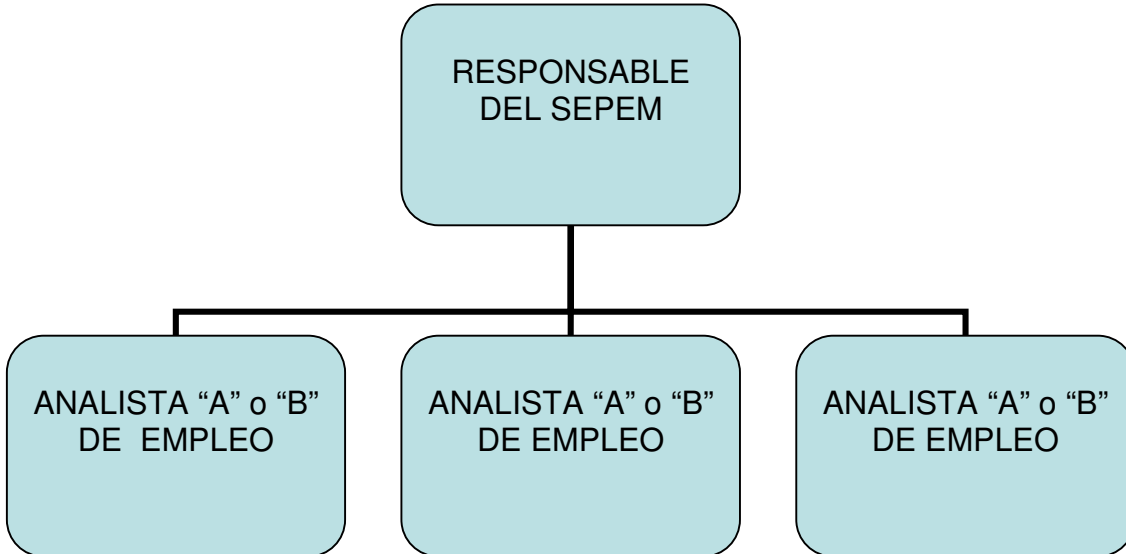 RESPONSABLE
DEL SEPEM
ANALISTA “A” o “B”
DE EMPLEO
ANALISTA “A” o “B”
DE EMPLEO
ANALISTA “A” o “B”
DE EMPLEO